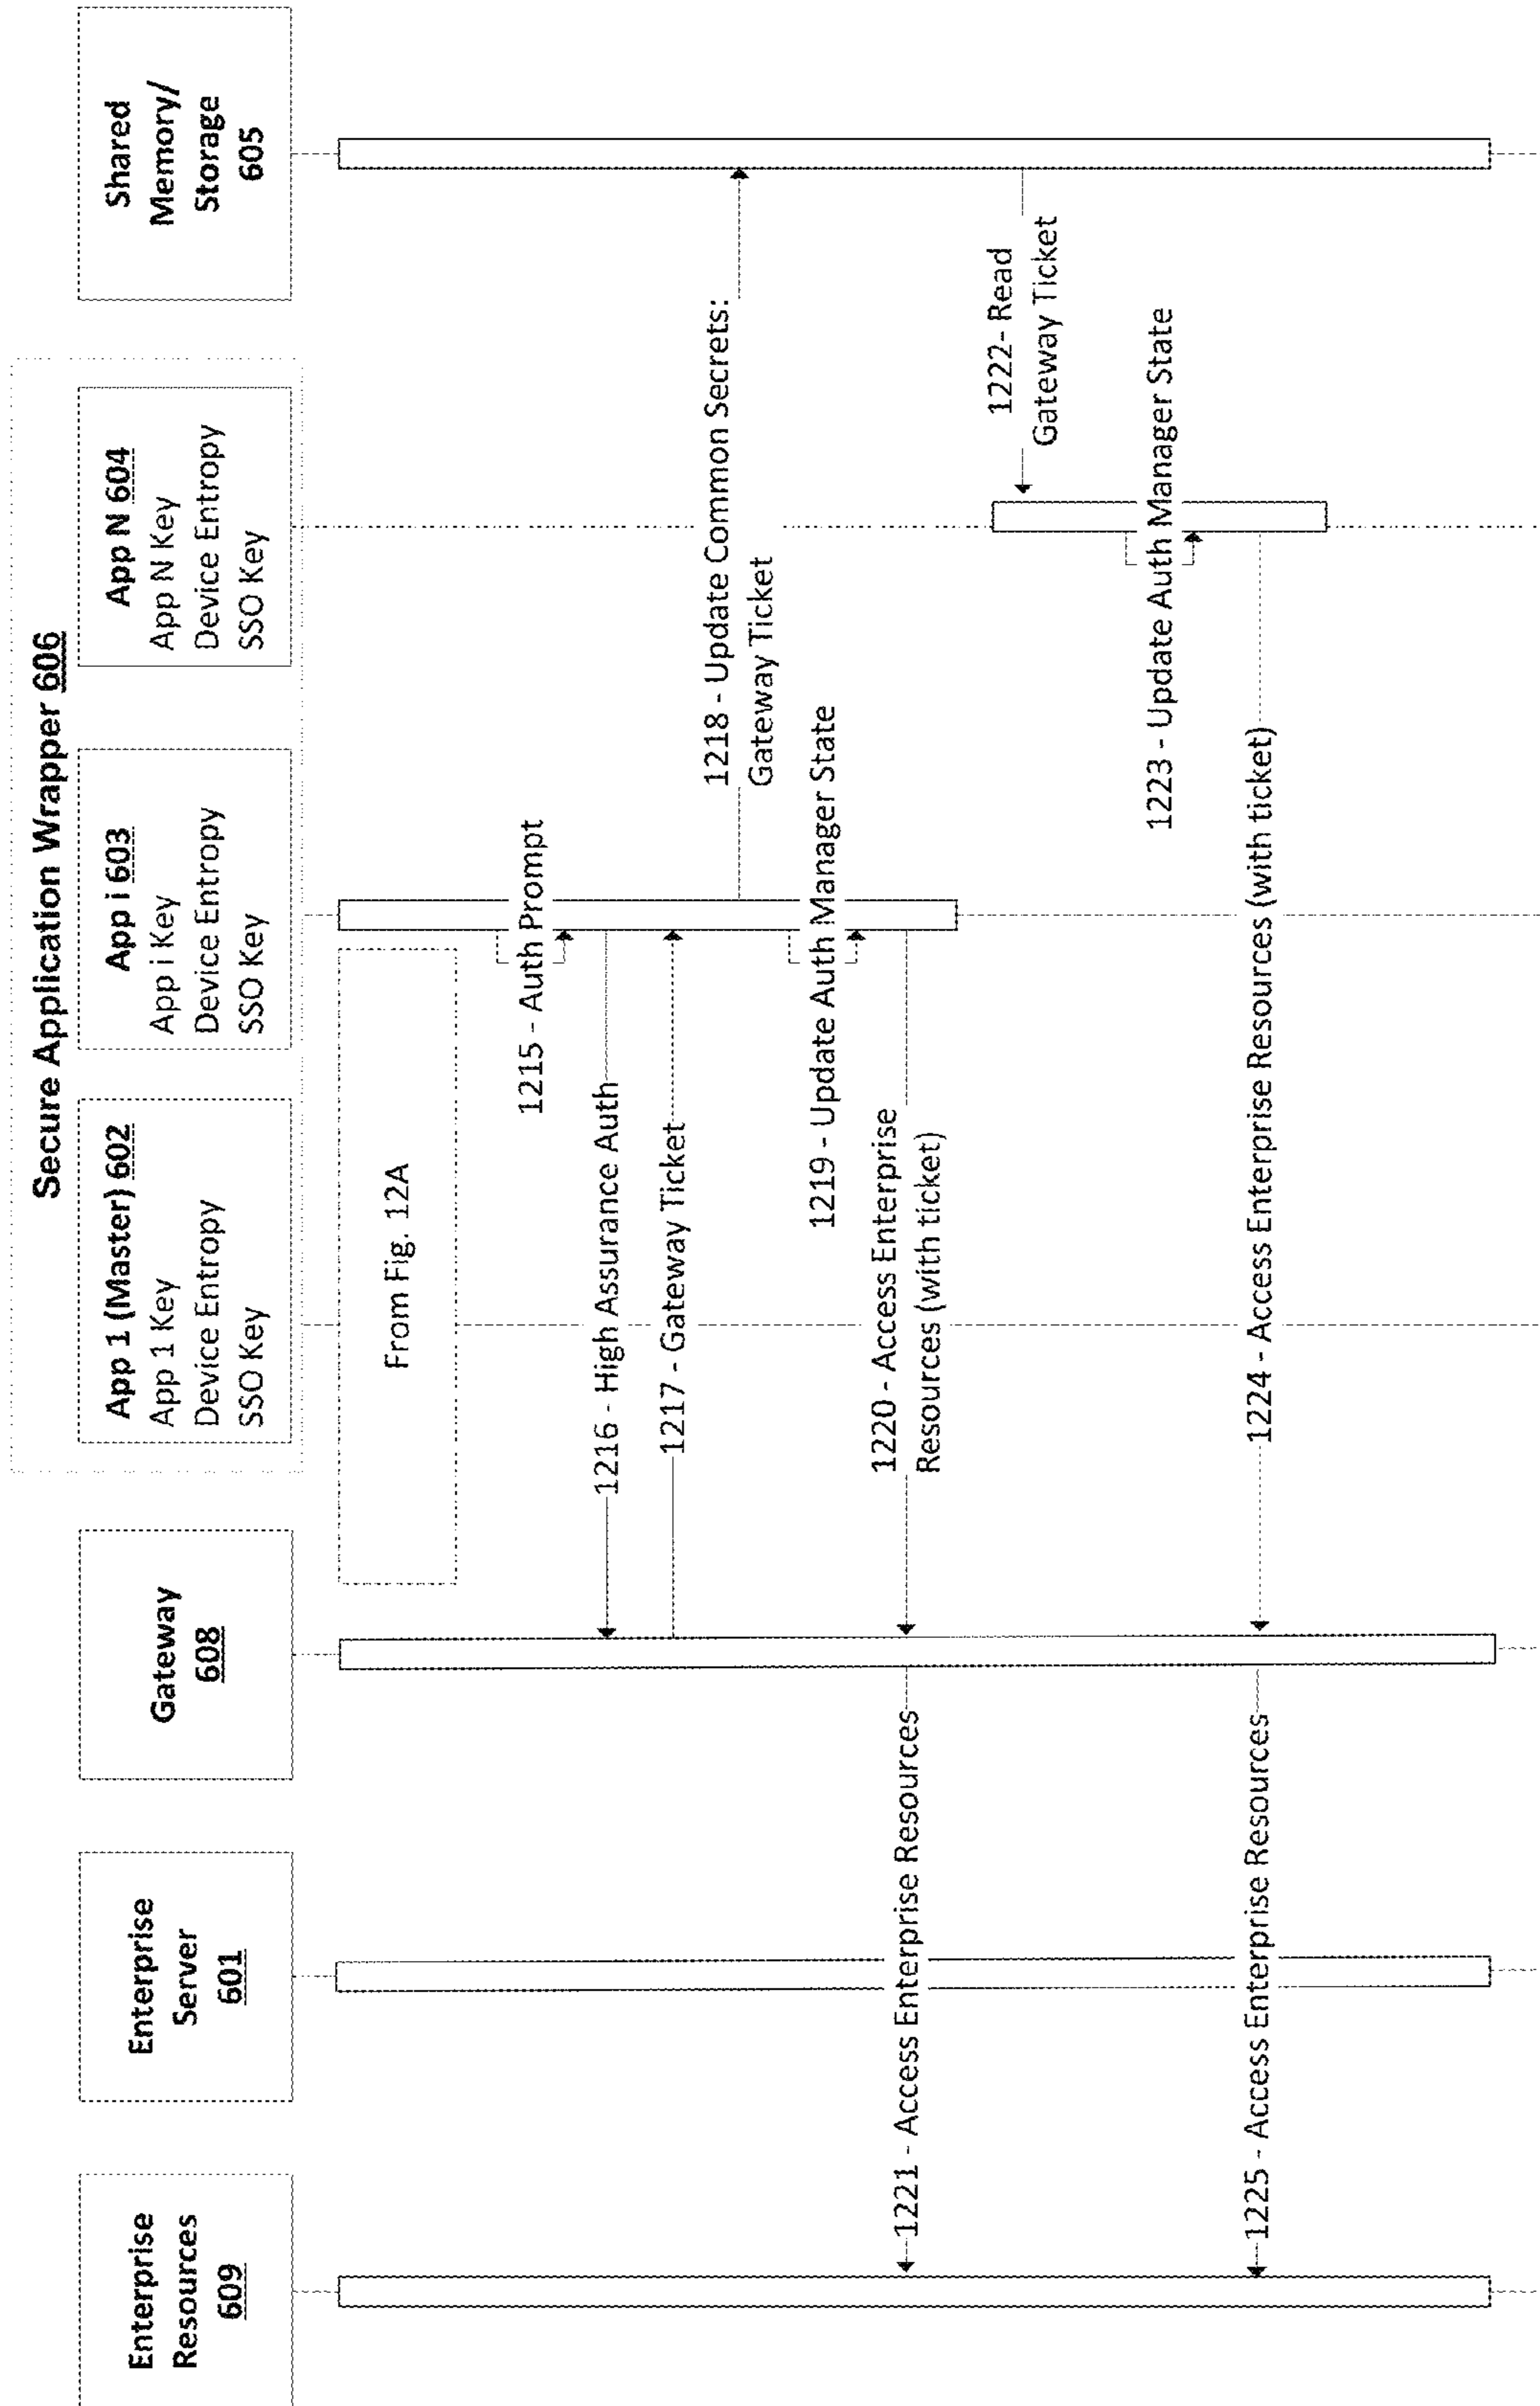 Secure Application Wrapper 606
Enterprise
Resources
609
Enterprise
Server
601
Gateway
608
App 1 (Master) 602
App 1 Key
Device Entropy
SSO Key
App i 603
App i Key
Device Entropy
SSO Key
App N 604
App N Key
Device Entropy
SSO Key
Shared
Memory/
Storage
605
From Fig. 12A
1215 - Auth Prompt
1216 - High Assurance Auth
1217 - Gateway Ticket
1218 - Update Common Secrets:
Gateway Ticket
1219 - Update Auth Manager State
1220 - Access Enterprise
Resources (with ticket)
1221 - Access Enterprise Resources
1222- Read
Gateway Ticket
1223 - Update Auth Manager State
1224 - Access Enterprise Resources (with ticket)
1225 - Access Enterprise Resources